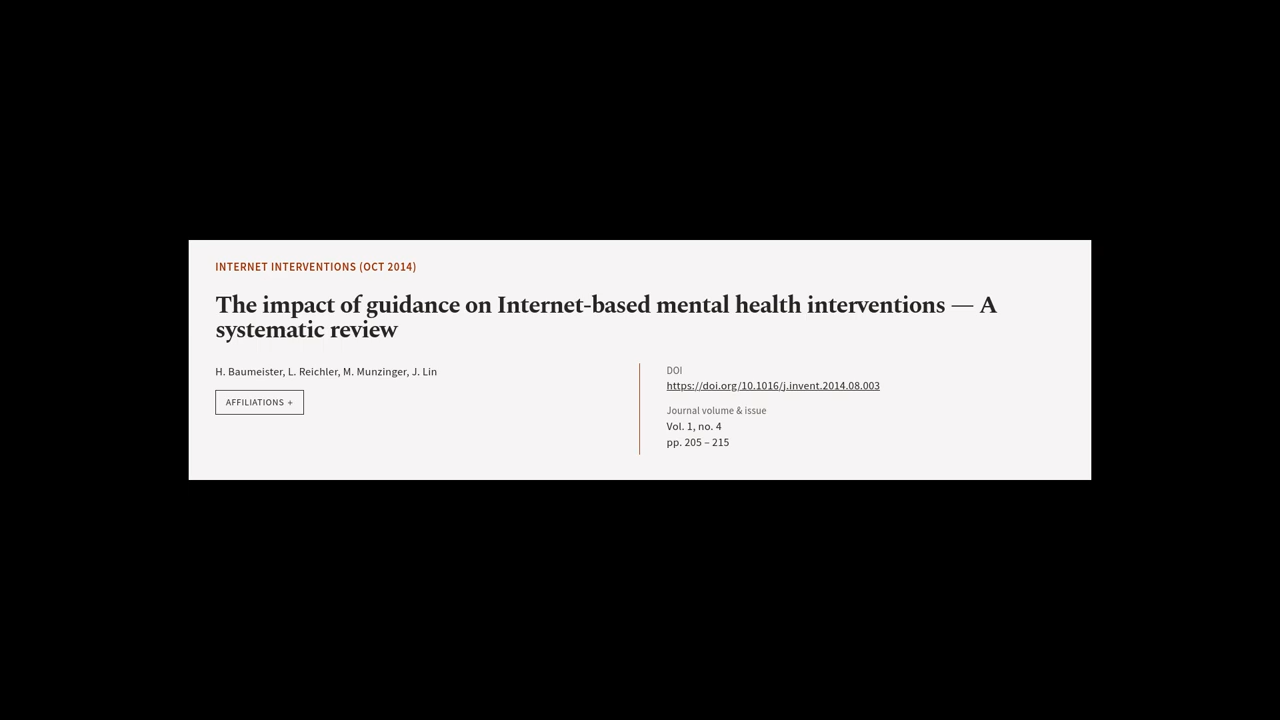 INTERNET INTERVENTIONS (OCT 2014)
The impact of guidance on Internet-based mental health interventions — A
systematic review
H. Baumeister, L. Reichler, M. Munzinger, J. Lin
AFFILIATIONS +
DOI
https://doi.org/10.1016/j.invent.2014.08.003
Journal volume & issue
Vol. 1, no. 4
pp. 205 – 215